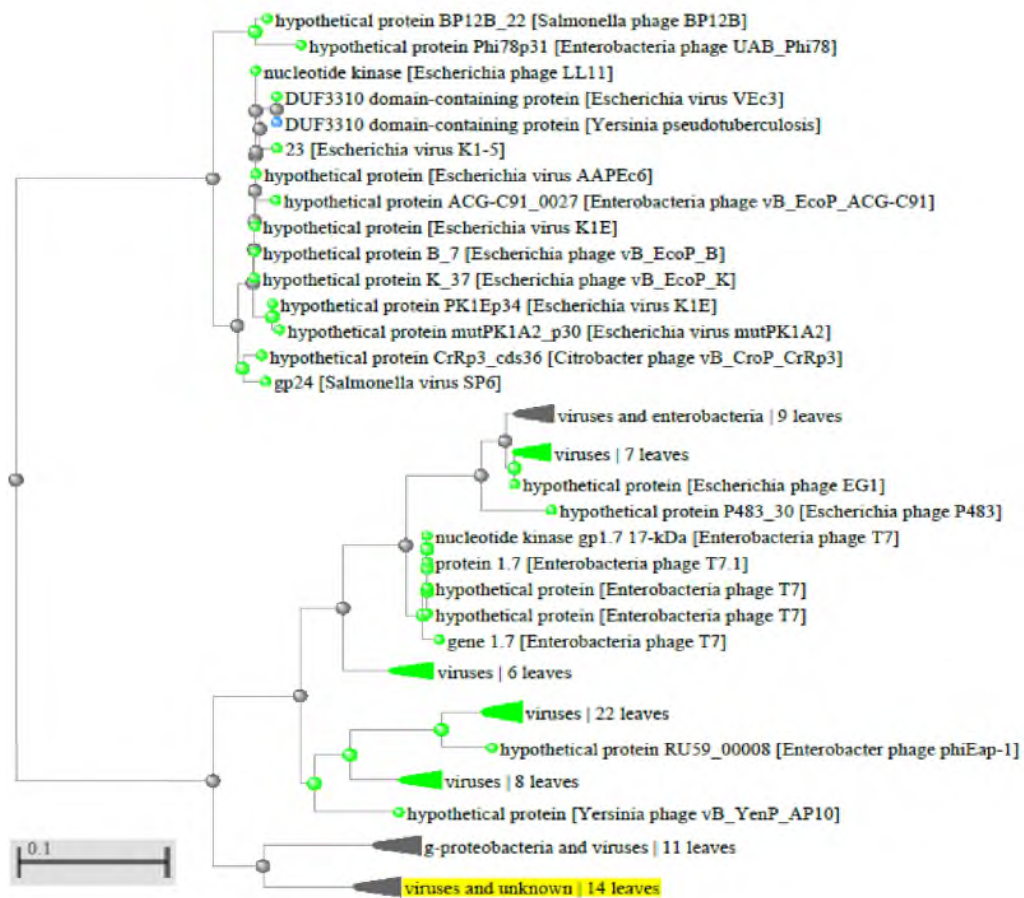 hypothetical protein BP12B_22 [Salmonella phage BP12B]
hypothetical protein Phi78p31 [Enterobacteria phage UAB_Phi78]
nucleotide kinase [Escherichia phage LL11]
DUF3310 domain-containing protein [Escherichia virus VEc3]
DUF3310 domain-containing protein [Yersinia pseudotuberculosis]
23 [Escherichia virus K1-5]
hypothetical protein [Escherichia virus AAPEc6]
hypothetical protein ACG-C91_0027 [Enterobacteria phage vB_EcoP_ACG-C91]
hypothetical protein [Escherichia virus K1E]
hypothetical protein B_7 [Escherichia phage vB_EcoP_B]
hypothetical protein K_37 [Escherichia phage vB_EcoP_K]
hypothetical protein PK1Ep34 [Escherichia virus K1E]
hypothetical protein mutPK1A2_p30 [Escherichia virus mutPK1A2]
hypothetical protein CrRp3_cds36 [Citrobacter phage vB_CroP_CrRp3]
gp24 [Salmonella virus SP6]
viruses and enterobacteria | 9 leaves
viruses | 7 leaves
hypothetical protein [Escherichia phage EG1]
hypothetical protein P483_30 [Escherichia phage P483]
nucleotide kinase gp1.7 17-kDa [Enterobacteria phage T7]
protein 1.7 [Enterobacteria phage T7.1]
hypothetical protein [Enterobacteria phage T7]
hypothetical protein [Enterobacteria phage T7]
gene 1.7 [Enterobacteria phage T7]
viruses | 6 leaves
viruses | 22 leaves
hypothetical protein RU59_00008 [Enterobacter phage phiEap-1]
viruses | 8 leaves
hypothetical protein [Yersinia phage vB_YenP_AP10]
0.1
g-proteobacteria and viruses | 11 leaves
viruses and unknown | 14 leaves